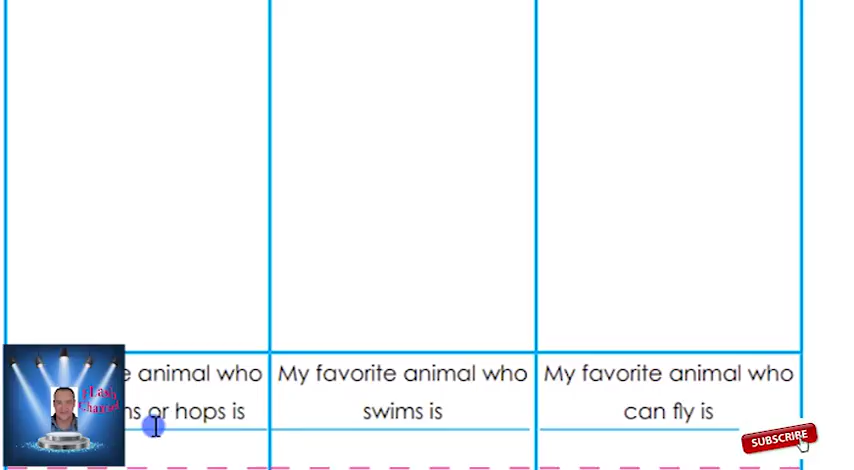 animal who
or hops is
My favorite animal who
swims is
My favorite animal who
can fly is
Channel
SUBSCRIBE